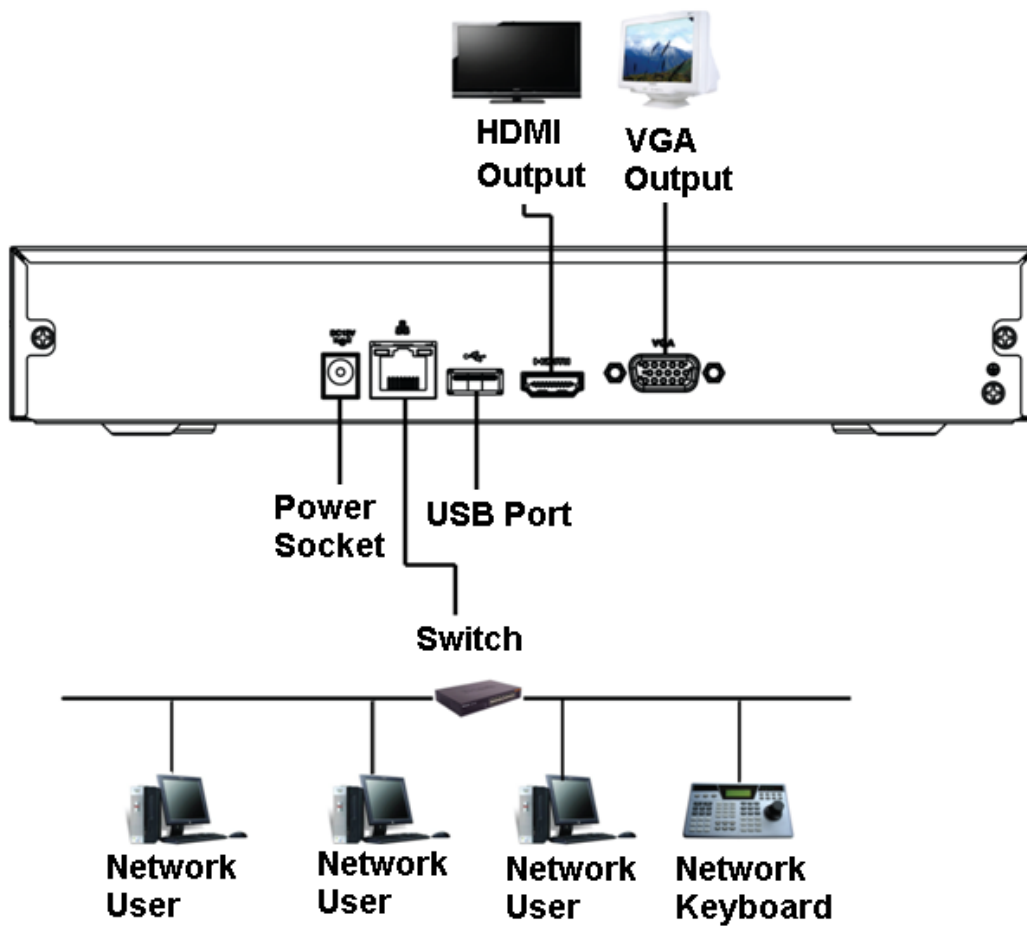 HDMI
Output
VGA
Output
VGA
Power
Socket
USB Port
Switch
Network
User
Network
User
Network
User
Network
Keyboard